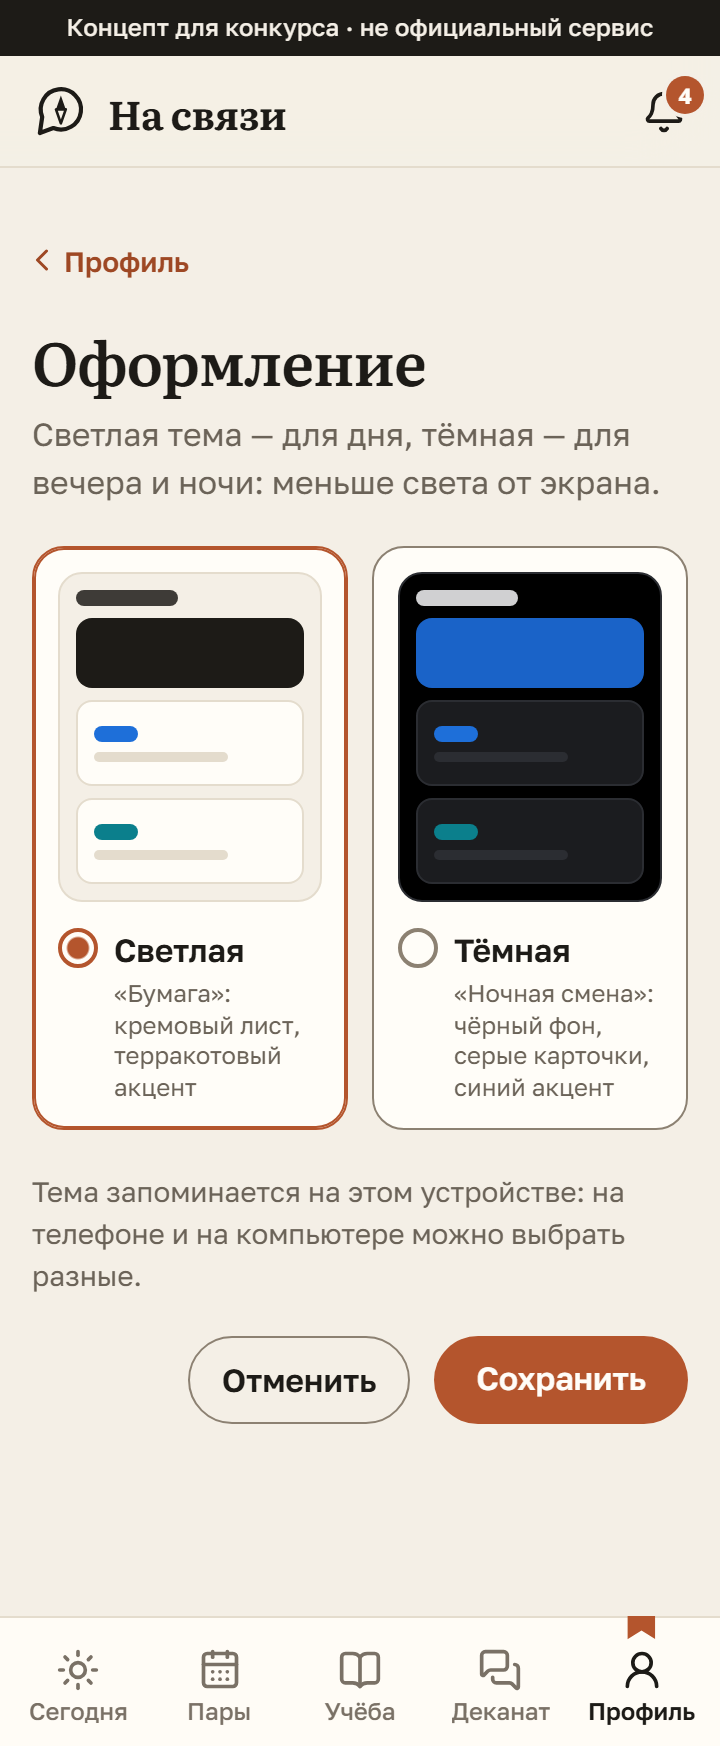 Концепт для конкурса · не официальный сервис
На связи
4
Профиль
Оформление
Светлая тема — для дня, тёмная — для
вечера и ночи: меньше света от экрана.
Светлая
«Бумага»:
кремовый лист,
терракотовый
акцент
Тёмная
«Ночная смена»:
чёрный фон,
серые карточки,
синий акцент
Тема запоминается на этом устройстве: на
телефоне и на компьютере можно выбрать
разные.
Отменить
Сохранить
Сегодня
Пары
Учёба
Деканат
Профиль